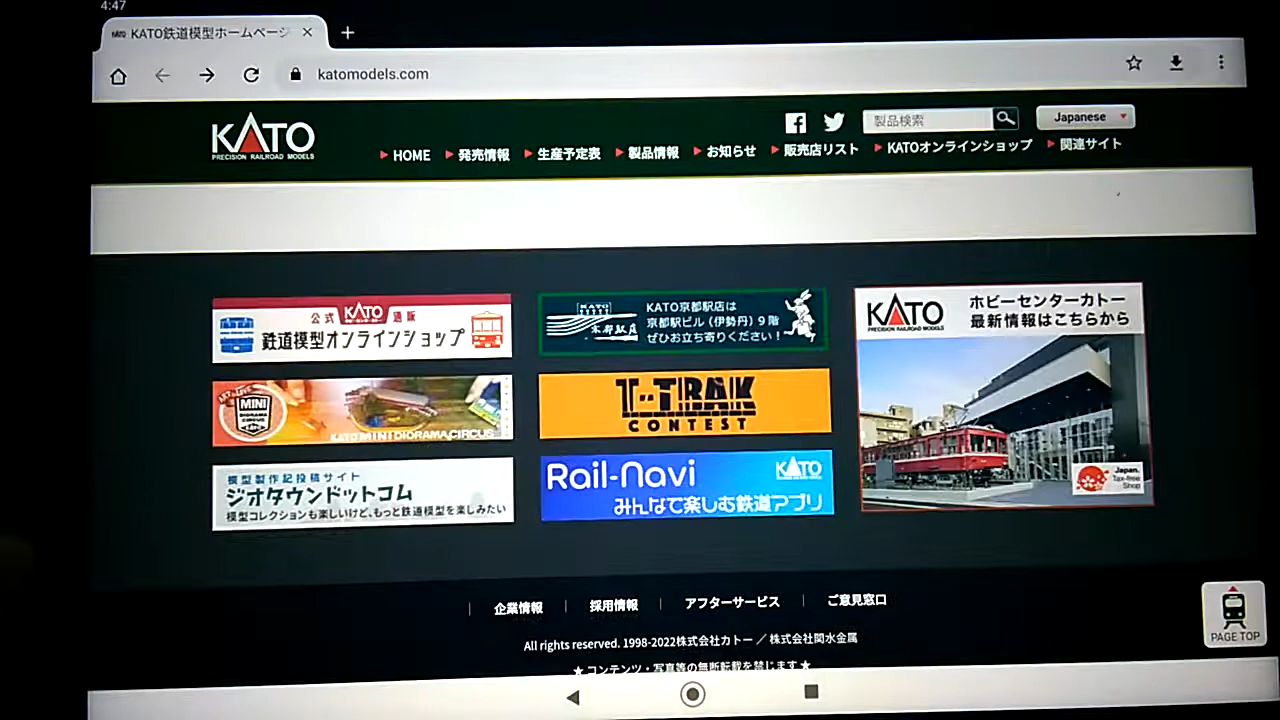 4:47
KATO鉄道模型ホームページ
katomodels.com
KATO
PRECISION RAILROAD MODELS
製品検索
Japanese
HOME
発売情報
生産予定表
製品情報
お知らせ
販売店リスト
KATOオンラインショップ
関連サイト
公式 KATO 通販
鉄道模型オンラインショップ
KATO
京都駅店
KATO京都駅店は
京都駅ビル(伊勢丹)9階
ぜひお立ち寄りください!
KATO
PRECISION RAILROAD MODELS
ホビーセンターカトー
最新情報はこちらから
MINI
DIORAMA
CIRCUS
KATO MINI DIORAMA CIRCUS
T-TRAK
CONTEST
模型製作記投稿サイト
ジオタウンドットコム
模型コレクションも楽しいけど、もっと鉄道模型を楽しみたい
Rail-Navi
KATO
みんなで楽しむ鉄道アプリ
Japan.
Tax-free
Shop
企業情報
採用情報
アフターサービス
ご意見窓口
All rights reserved. 1998-2022株式会社カトー / 株式会社関水金属
★ コンテンツ・写真等の無断転載を禁じます ★
PAGE TOP